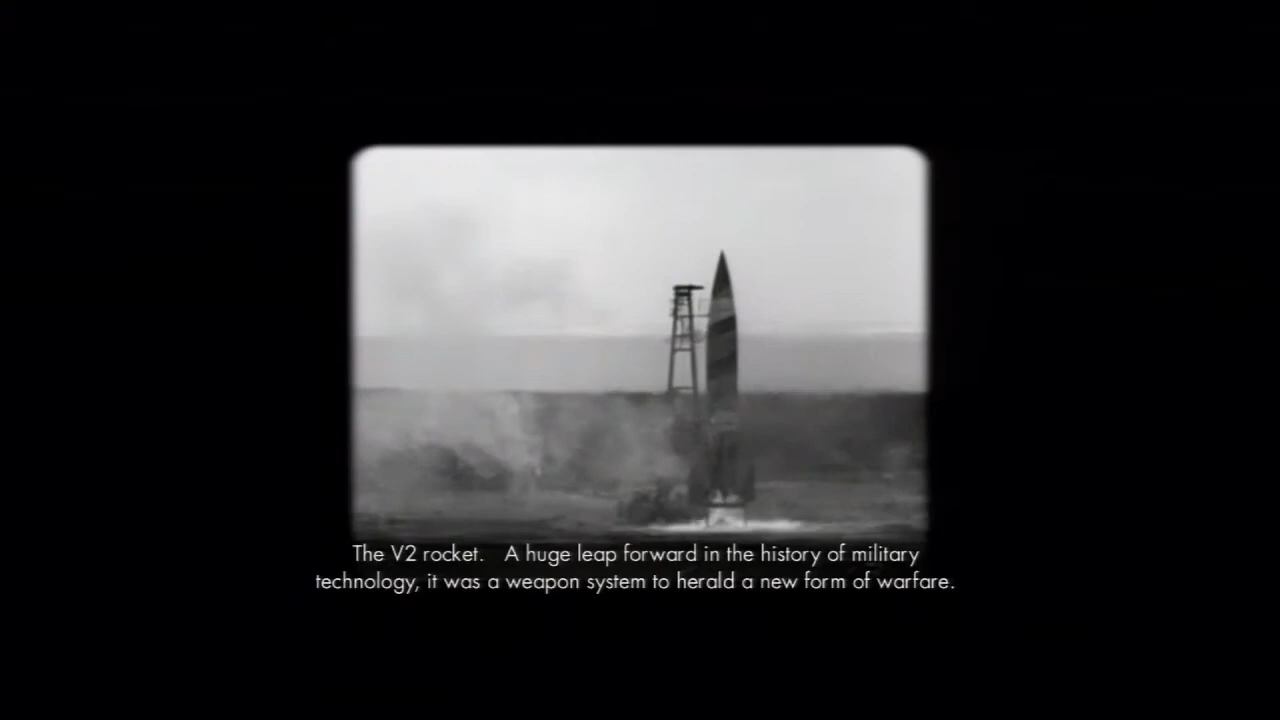 The V2 rocket.   A huge leap forward in the history of military
technology, it was a weapon system to herald a new form of warfare.